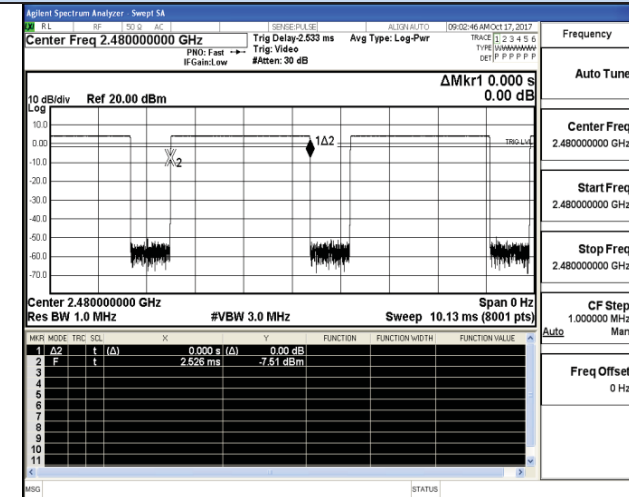 Agilent Spectrum Analyzer - Swept SA
RL RF 50 Ω AC SENSE:PULSE ALIGN AUTO 09:02:46 AM Oct 17, 2017
Center Freq 2.480000000 GHz
PNO: Fast
IFGain:Low
Trig Delay-2.533 ms
Trig: Video
#Atten: 30 dB
Avg Type: Log-Pwr
TRACE 1 2 3 4 5 6
TYPE WWWWWW
DET P P P P P P
ΔMkr1 0.000 s
0.00 dB
10 dB/div Ref 20.00 dBm
Log
10.0
0.00
-10.0
-20.0
-30.0
-40.0
-50.0
-60.0
-70.0
1Δ2
2
TRIG LVL
Center 2.480000000 GHz Span 0 Hz
Res BW 1.0 MHz #VBW 3.0 MHz Sweep 10.13 ms (8001 pts)
MKR MODE TRC SCL X Y FUNCTION FUNCTION WIDTH FUNCTION VALUE
1 Δ2 t (Δ) 0.000 s (Δ) 0.00 dB
2 F t 2.526 ms -7.51 dBm
3
4
5
6
7
8
9
10
11
MSG STATUS
Frequency
Auto Tune
Center Freq
2.480000000 GHz
Start Freq
2.480000000 GHz
Stop Freq
2.480000000 GHz
CF Step
1.000000 MHz
Auto Man
Freq Offset
0 Hz